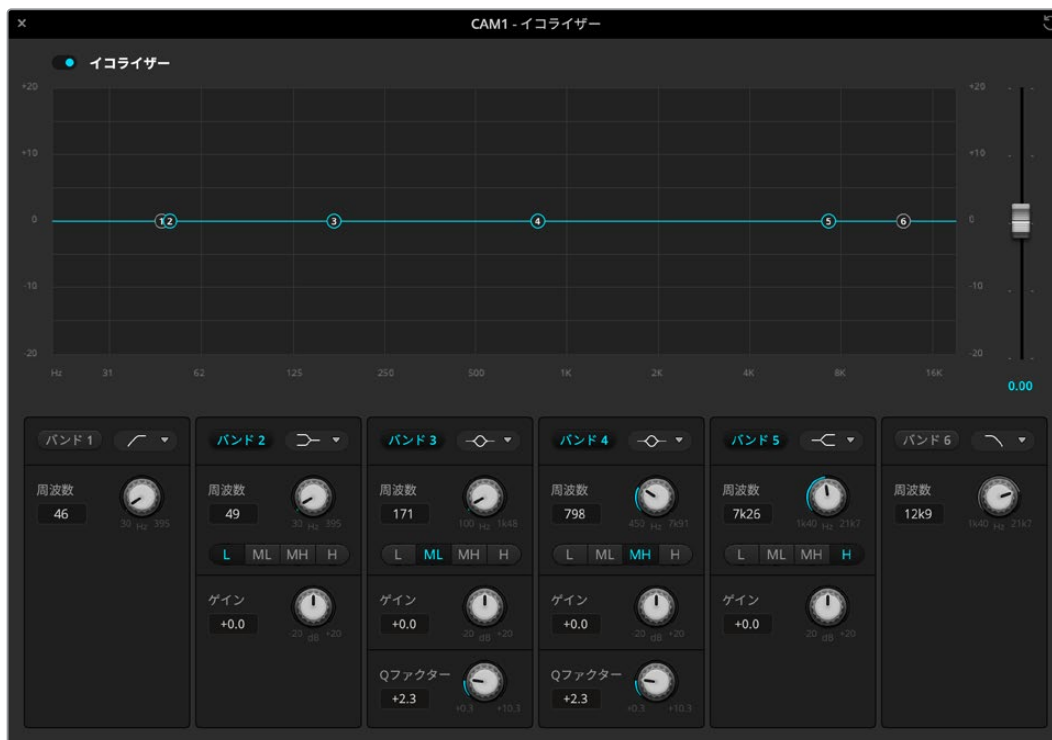 CAM1 - イコライザー
イコライザー
+20 +20
+10 +10
0 0
-10 -10
-20 -20
1 2 3 4 5 6
Hz 31 62 125 250 500 1K 2K 4K 8K 16K
0.00
バンド 1 バンド 2 バンド 3 バンド 4 バンド 5 バンド 6
周波数 周波数 周波数 周波数 周波数 周波数
46 49 171 798 7k26 12k9
30 Hz 395 30 Hz 395 100 Hz 1k48 450 Hz 7k91 1k40 Hz 21k7 1k40 Hz 21k7
L ML MH H L ML MH H L ML MH H L ML MH H
ゲイン ゲイン ゲイン ゲイン
+0.0 +0.0 +0.0 +0.0
-20 dB +20 -20 dB +20 -20 dB +20 -20 dB +20
Qファクター Qファクター
+2.3 +2.3
+0.3 +10.3 +0.3 +10.3